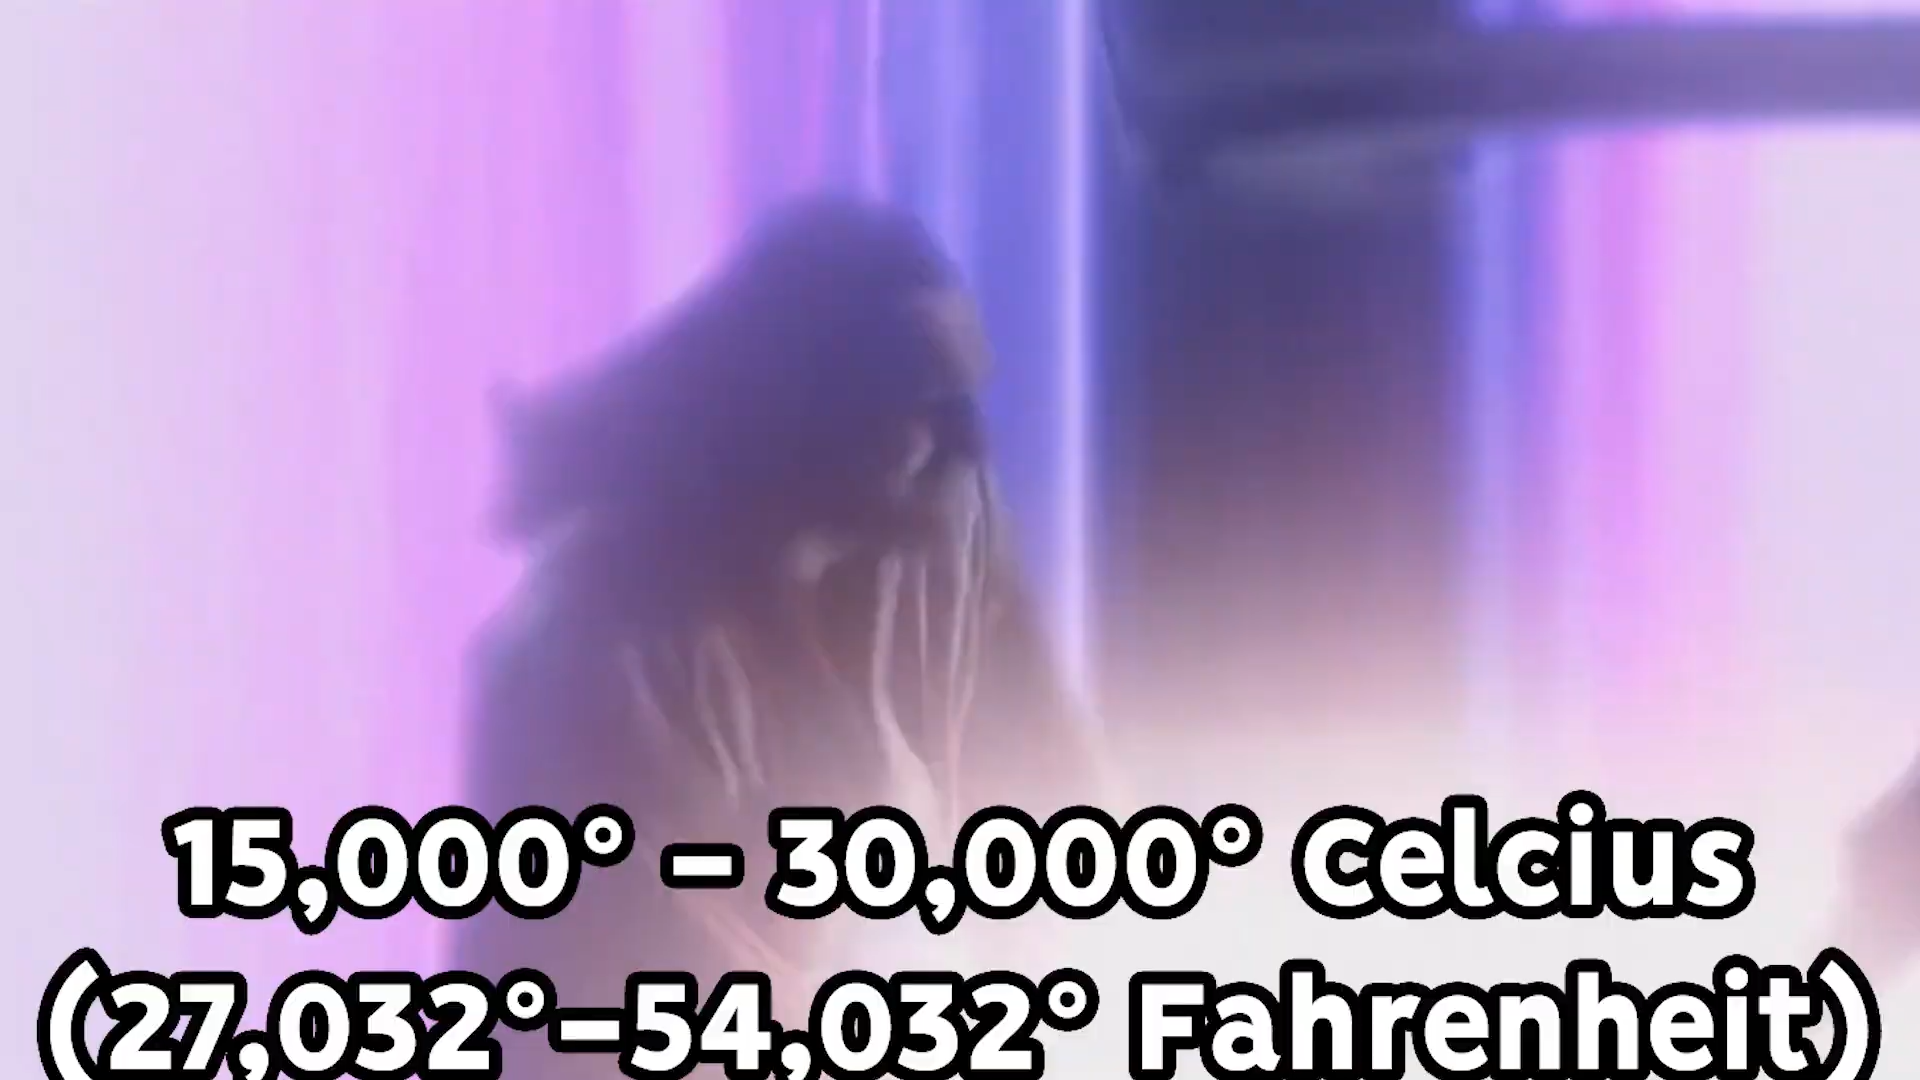 15,000° – 30,000° Celcius
(27,032°–54,032° Fahrenheit)